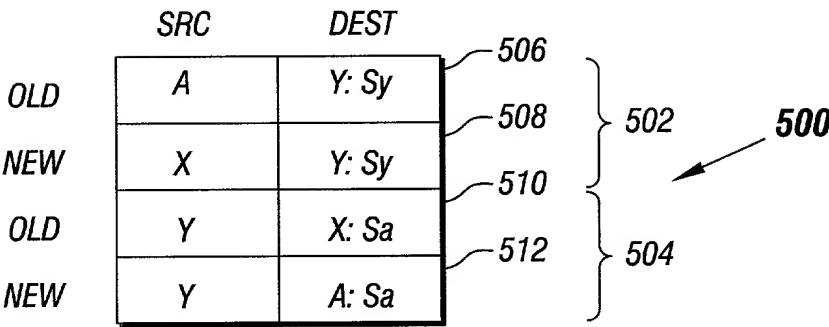 SRC DEST
506
OLD A Y: Sy
508
502
500
NEW X Y: Sy
510
OLD Y X: Sa
512
504
NEW Y A: Sa